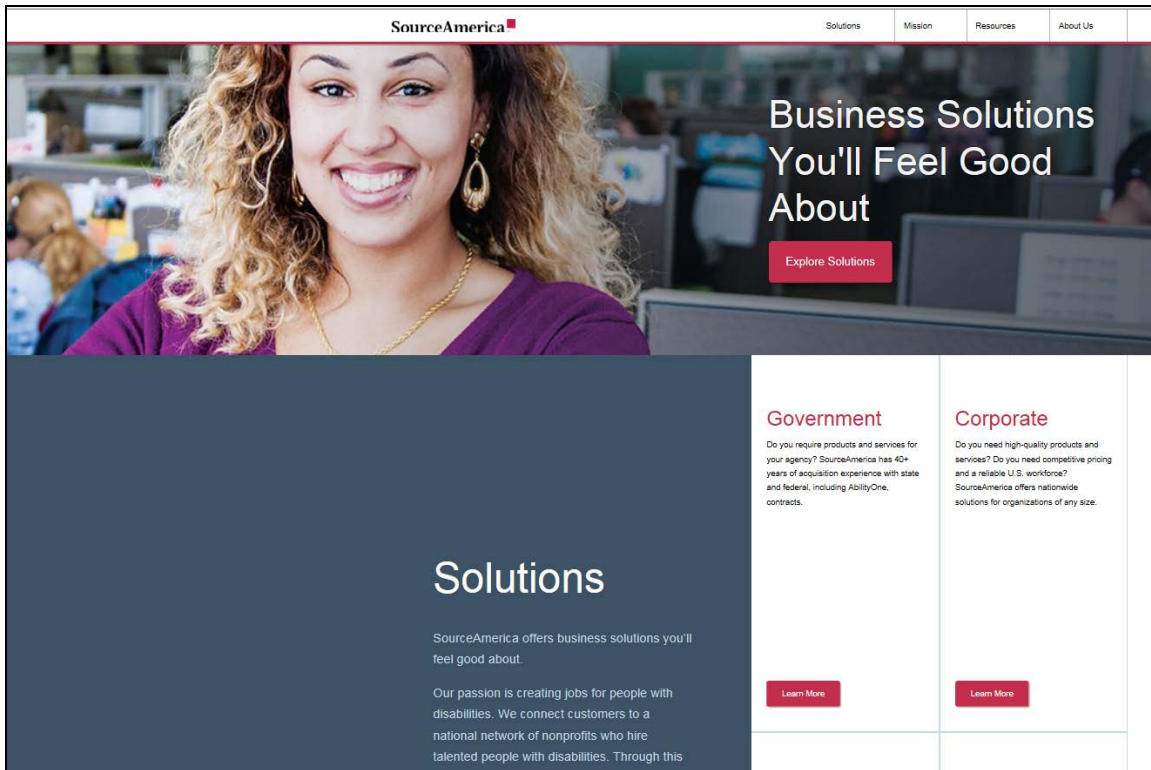 SourceAmerica
Solutions
Mission
Resources
About Us
Business Solutions
You'll Feel Good
About
Explore Solutions
Solutions
SourceAmerica offers business solutions you'll
feel good about.
Our passion is creating jobs for people with
disabilities. We connect customers to a
national network of nonprofits who hire
talented people with disabilities. Through this
Government
Do you require products and services for
your agency? SourceAmerica has 40+
years of acquisition experience with state
and federal, including AbilityOne,
contracts.
Learn More
Corporate
Do you need high-quality products and
services? Do you need competitive pricing
and a reliable U.S. workforce?
SourceAmerica offers nationwide
solutions for organizations of any size.
Learn More